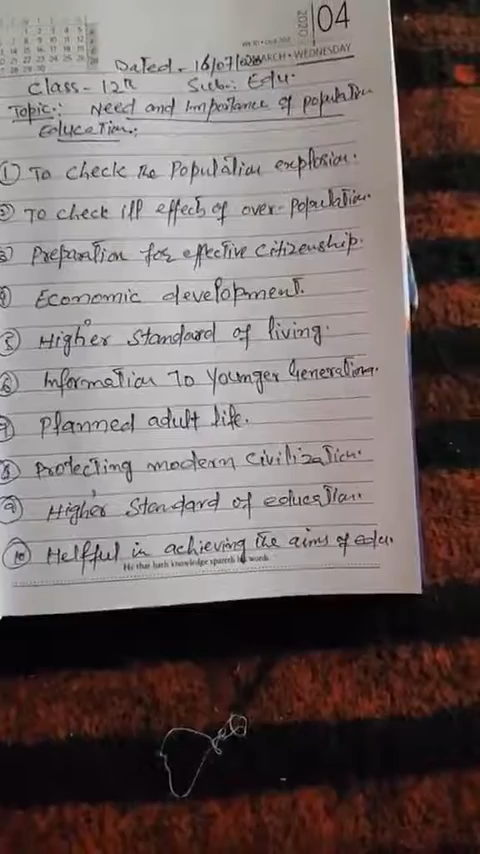 2020 04
MARCH • WEDNESDAY
Dated - 16/07/2020
Class - 12th Sub: Edu.
Topic: Need and Importance of population
Education:
① To check the Population explosion.
② To check ill effects of over-population.
③ Preparation for effective citizenship.
④ Economic development.
⑤ Higher Standard of living.
⑥ Information To Younger Generation.
⑦ Planned adult life.
⑧ Protecting modern civilization.
⑨ Higher Standard of education.
⑩ Helpful in achieving the aims of edu.
He that hath knowledge spareth his words